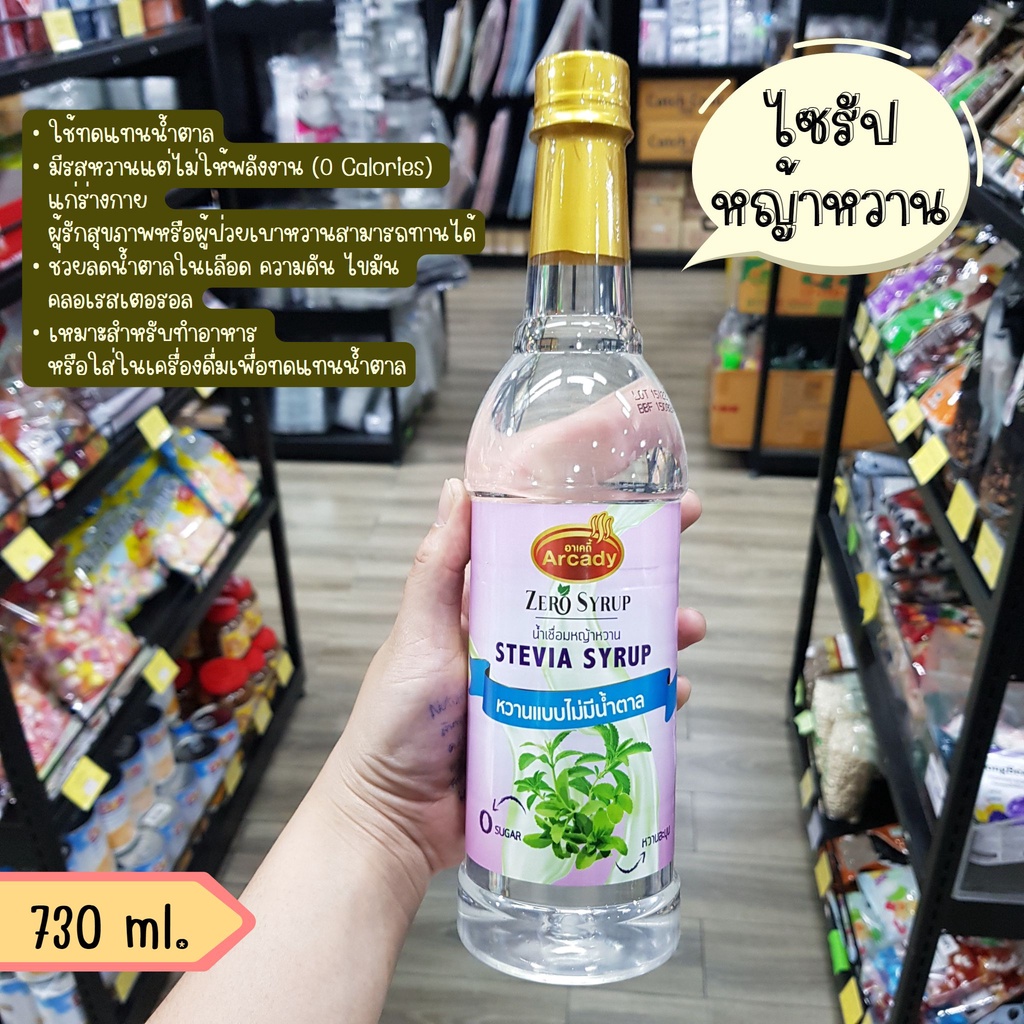 ไซรัป
หญ้าหวาน
• ใช้ทดแทนน้ำตาล
• มีรสหวานแต่ไม่ให้พลังงาน (0 Calories)
แก่ร่างกาย
ผู้รักสุขภาพหรือผู้ป่วยเบาหวานสามารถทานได้
• ช่วยลดน้ำตาลในเลือด ความดัน ไขมัน
คลอเรสเตอรอล
• เหมาะสำหรับทำอาหาร
หรือใส่ในเครื่องดื่มเพื่อทดแทนน้ำตาล
อาเคดี้
Arcady
ZERO SYRUP
น้ำเชื่อมหญ้าหวาน
STEVIA SYRUP
หวานแบบไม่มีน้ำตาล
0 SUGAR
หวานละมุน
730 ml.